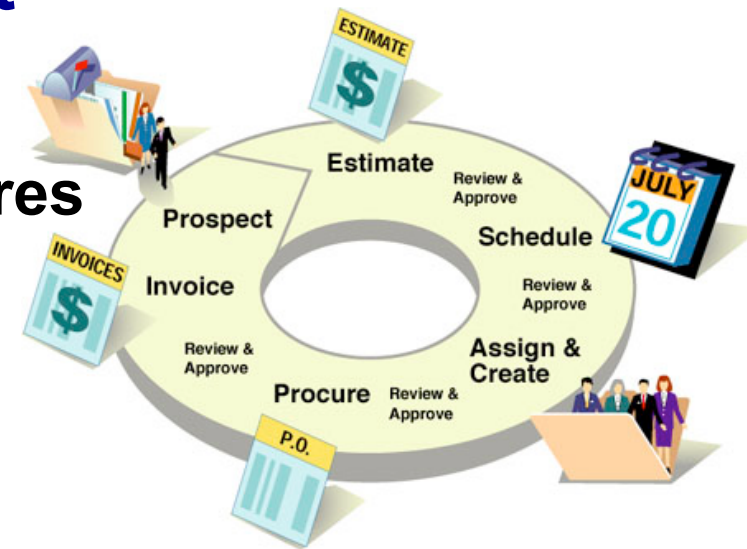 t
res
ESTIMATE
$
Estimate
Review &
Approve
JULY
20
Schedule
Review &
Approve
Assign &
Create
Review &
Approve
Procure
P.O.
Review &
Approve
Invoice
INVOICES
$
Prospect